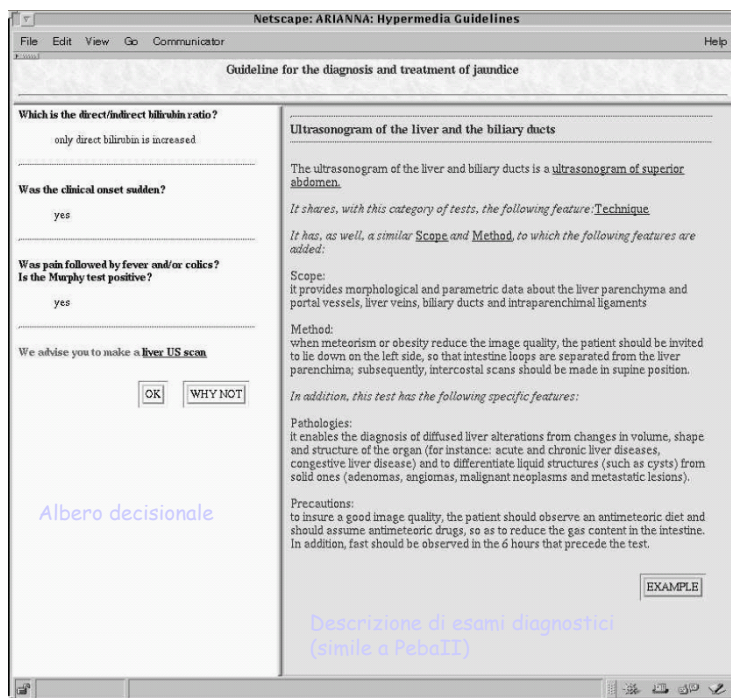 Netscape: ARIANNA: Hypermedia Guidelines
File Edit View Go Communicator Help
Guideline for the diagnosis and treatment of jaundice
Which is the direct/indirect bilirubin ratio?
only direct bilirubin is increased
Was the clinical onset sudden?
yes
Was pain followed by fever and/or colics?
Is the Murphy test positive?
yes
We advise you to make a liver US scan
OK WHY NOT
Albero decisionale
Ultrasonogram of the liver and the biliary ducts
The ultrasonogram of the liver and biliary ducts is a ultrasonogram of superior
abdomen.
It shares, with this category of tests, the following feature:Technique
It has, as well, a similar Scope and Method, to which the following features are
added:
Scope:
it provides morphological and parametric data about the liver parenchyma and
portal vessels, liver veins, biliary ducts and intraparenchimal ligaments
Method:
when meteorism or obesity reduce the image quality, the patient should be invited
to lie down on the left side, so that intestine loops are separated from the liver
parenchima; subsequently, intercostal scans should be made in supine position.
In addition, this test has the following specific features:
Pathologies:
it enables the diagnosis of diffused liver alterations from changes in volume, shape
and structure of the organ (for instance: acute and chronic liver diseases,
congestive liver disease) and to differentiate liquid structures (such as cysts) from
solid ones (adenomas, angiomas, malignant neoplasms and metastatic lesions).
Precautions:
to insure a good image quality, the patient should observe an antimeteoric diet and
should assume antimeteoric drugs, so as to reduce the gas content in the intestine.
In addition, fast should be observed in the 6 hours that precede the test.
EXAMPLE
Descrizione di esami diagnostici
(simile a PebaII)